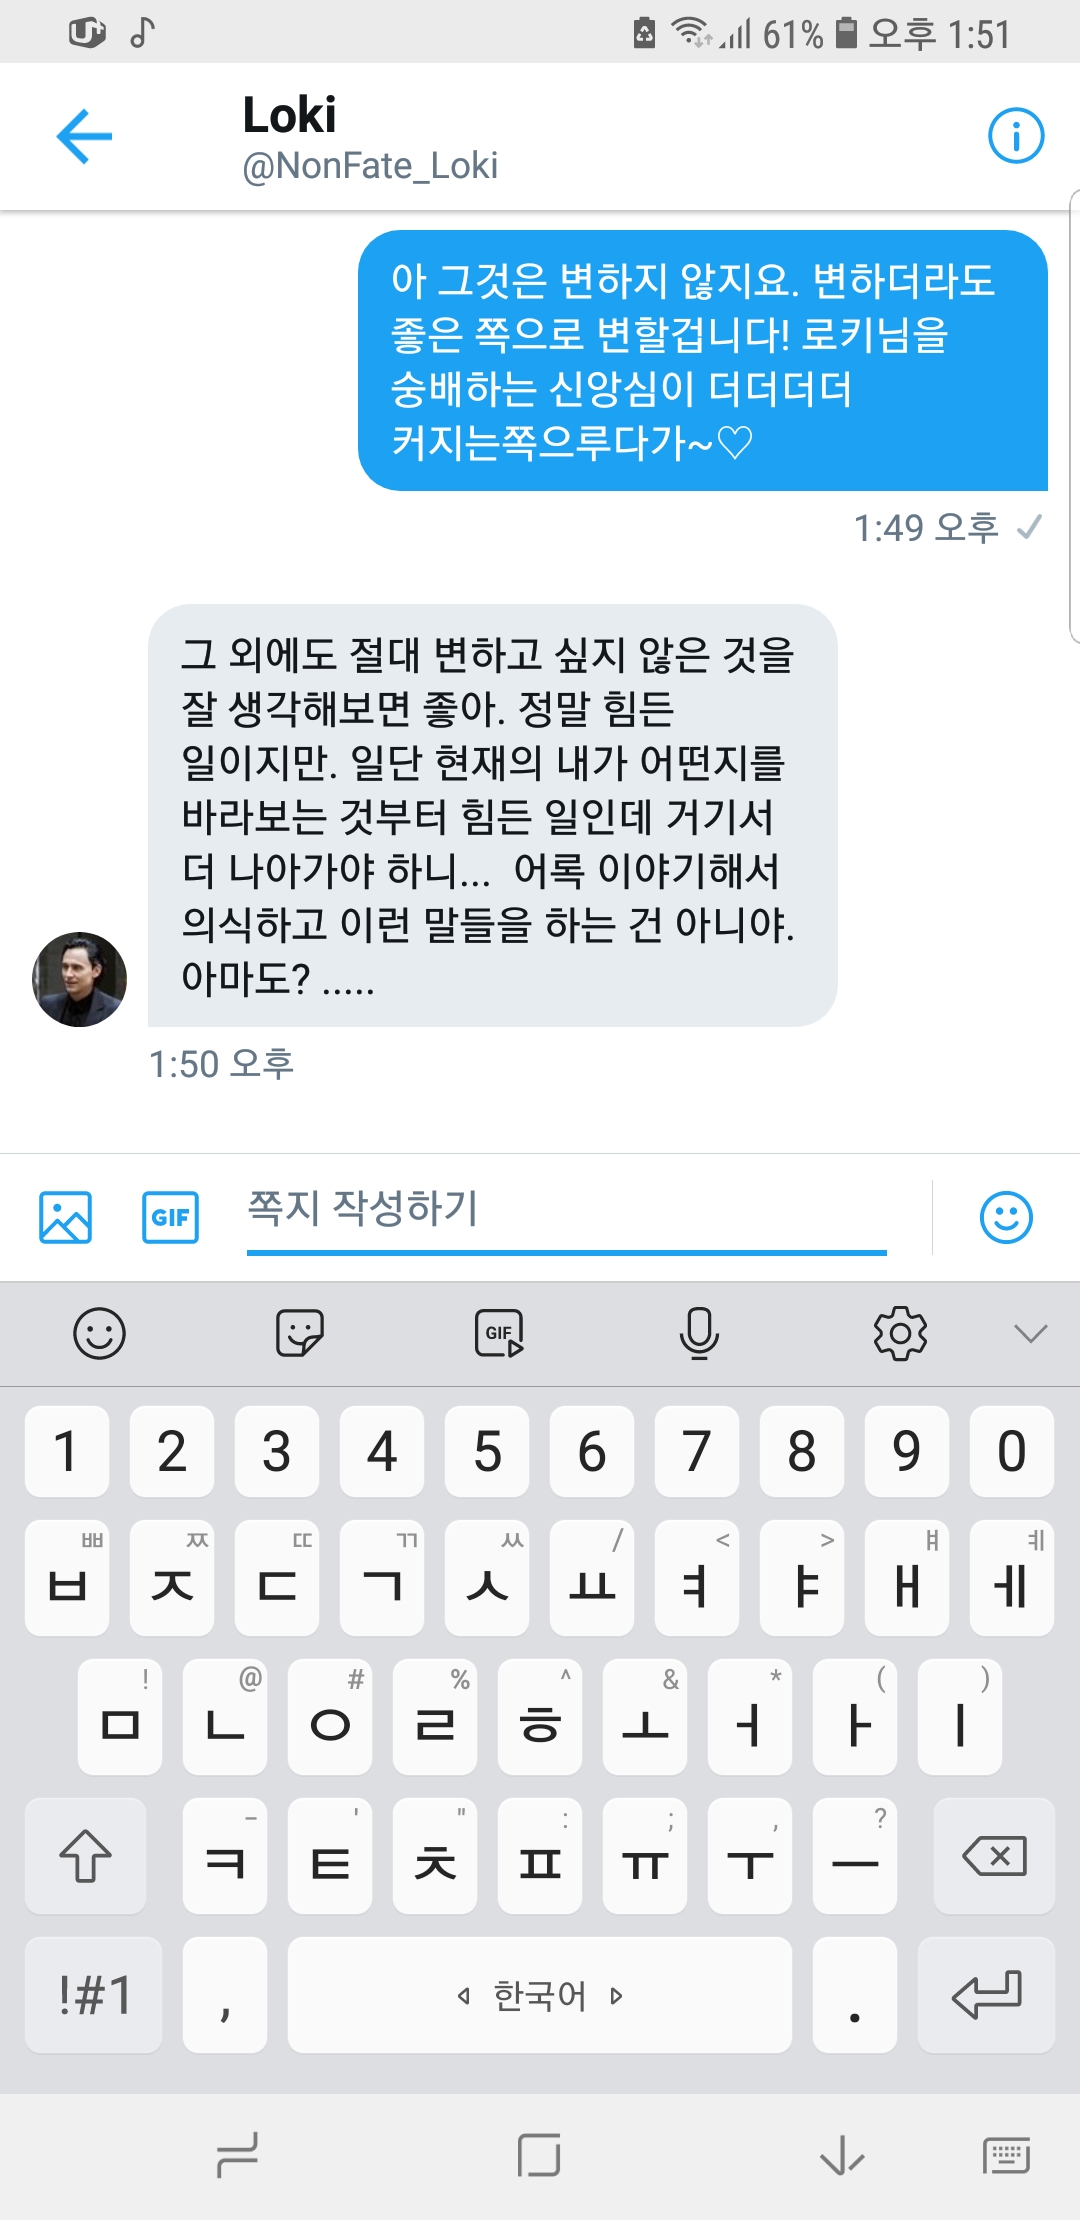 U+ 61% 오후 1:51
Loki
@NonFate_Loki
아 그것은 변하지 않지요. 변하더라도
좋은 쪽으로 변할겁니다! 로키님을
숭배하는 신앙심이 더더더더
커지는쪽으루다가~♡
1:49 오후
그 외에도 절대 변하고 싶지 않은 것을
잘 생각해보면 좋아. 정말 힘든
일이지만. 일단 현재의 내가 어떤지를
바라보는 것부터 힘든 일인데 거기서
더 나아가야 하니... 어록 이야기해서
의식하고 이런 말들을 하는 건 아니야.
아마도? .....
1:50 오후
GIF 쪽지 작성하기
GIF
1 2 3 4 5 6 7 8 9 0
ㅃ ㅉ ㄸ ㄲ ㅆ / < > ㅒ ㅖ
ㅂ ㅈ ㄷ ㄱ ㅅ ㅛ ㅕ ㅑ ㅐ ㅔ
! @ # % ^ & * ( )
ㅁ ㄴ ㅇ ㄹ ㅎ ㅗ ㅓ ㅏ ㅣ
- ' " : ; , ?
ㅋ ㅌ ㅊ ㅍ ㅠ ㅜ ㅡ
!#1 , 한국어 .